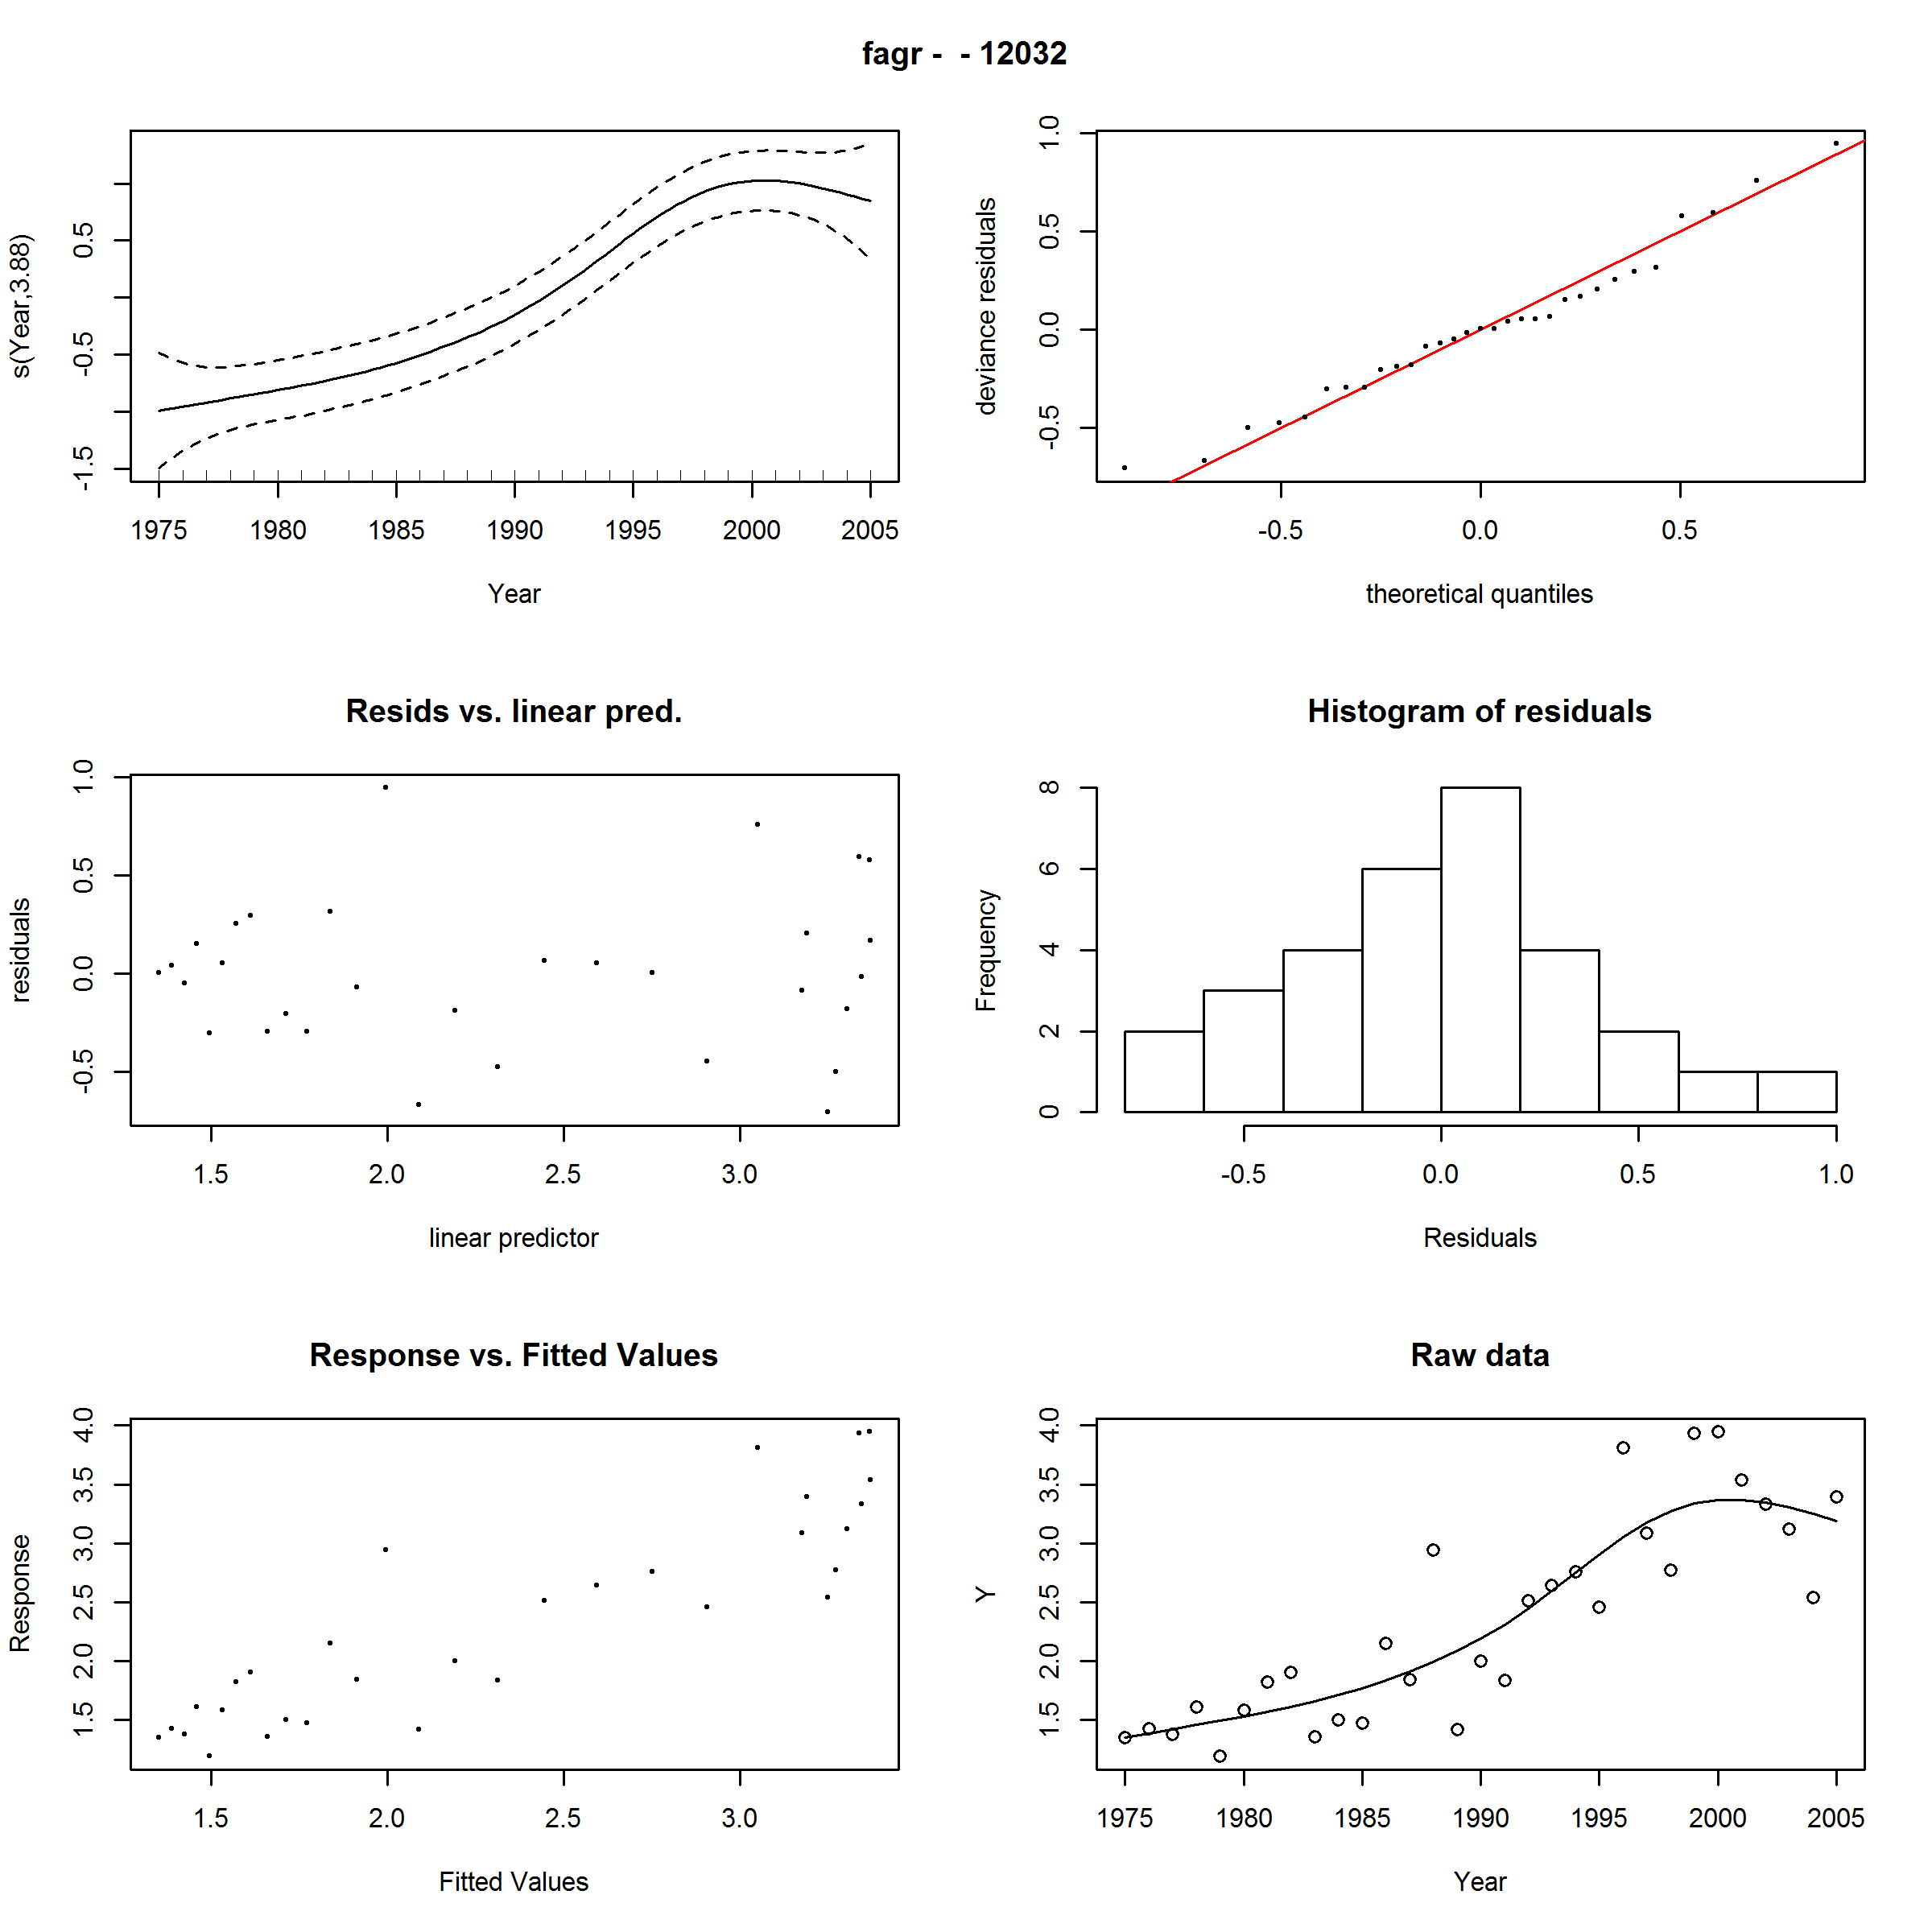 fagr -  - 12032
s(Year,3.88)
-1.5 -0.5 0.5
1975 1980 1985 1990 1995 2000 2005
Year
deviance residuals
-0.5 0.0 0.5 1.0
-0.5 0.0 0.5
theoretical quantiles
Resids vs. linear pred.
residuals
-0.5 0.0 0.5 1.0
1.5 2.0 2.5 3.0
linear predictor
Histogram of residuals
Frequency
0 2 4 6 8
-0.5 0.0 0.5 1.0
Residuals
Response vs. Fitted Values
Response
1.5 2.0 2.5 3.0 3.5 4.0
1.5 2.0 2.5 3.0
Fitted Values
Raw data
Y
1.5 2.0 2.5 3.0 3.5 4.0
1975 1980 1985 1990 1995 2000 2005
Year